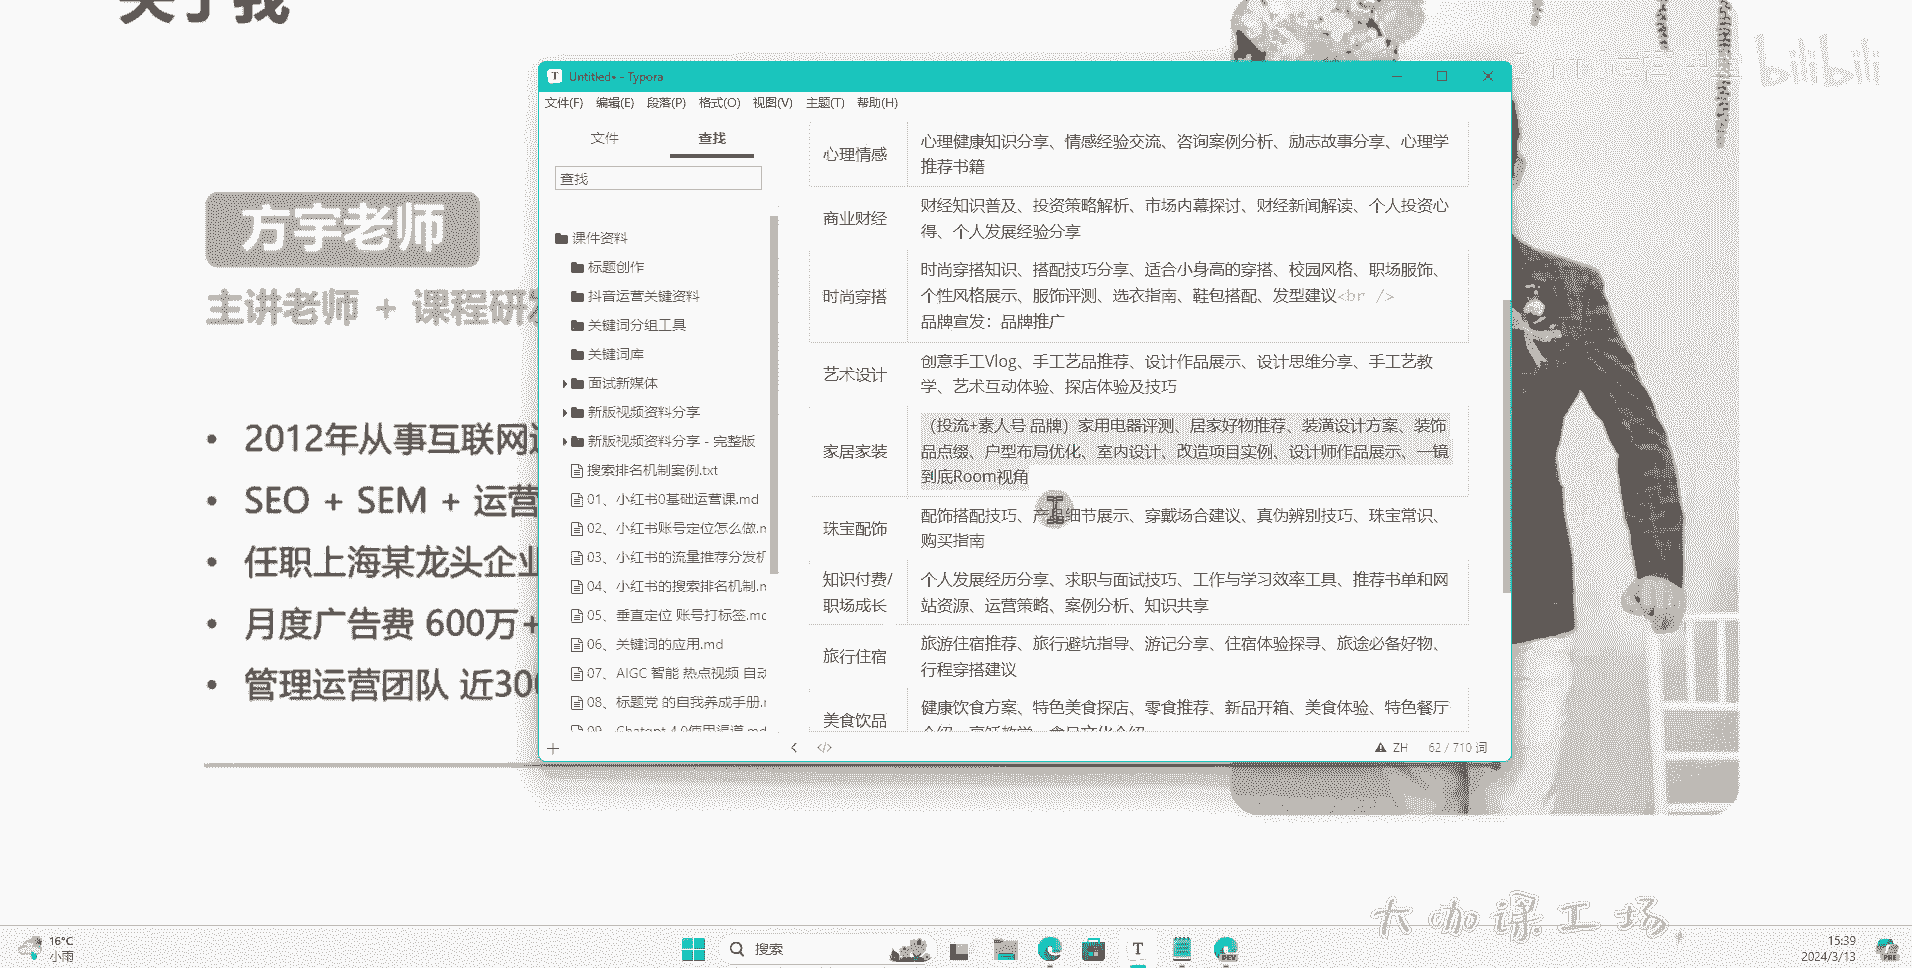 关于我
bilibili
方宇老师
主讲老师 + 课程研发
2012年从事互联网
SEO + SEM + 运营
任职上海某龙头企业
月度广告费 600万+
管理运营团队 近300
Untitled• - Typora
文件(F) 编辑(E) 段落(P) 格式(O) 视图(V) 主题(T) 帮助(H)
文件 查找
查找
课件资料
标题创作
抖音运营关键资料
关键词分组工具
关键词库
面试新媒体
新版视频资料分享
新版视频资料分享 - 完整版
搜索排名机制案例.txt
01、小红书0基础运营课.md
02、小红书账号定位怎么做.m
03、小红书的流量推荐分发机
04、小红书的搜索排名机制.m
05、垂直定位 账号打标签.mc
06、关键词的应用.md
07、AIGC 智能 热点视频 自动
08、标题党 的自我养成手册.r
09、Chatgpt 4.0使用渠道.md
心理情感
心理健康知识分享、情感经验交流、咨询案例分析、励志故事分享、心理学
推荐书籍
商业财经
财经知识普及、投资策略解析、市场内幕探讨、财经新闻解读、个人投资心
得、个人发展经验分享
时尚穿搭
时尚穿搭知识、搭配技巧分享、适合小身高的穿搭、校园风格、职场服饰、
个性风格展示、服饰评测、选衣指南、鞋包搭配、发型建议<br />
品牌宣发：品牌推广
艺术设计
创意手工Vlog、手工艺品推荐、设计作品展示、设计思维分享、手工艺教
学、艺术互动体验、探店体验及技巧
家居家装
（投流+素人号 品牌）家用电器评测、居家好物推荐、装潢设计方案、装饰
品点缀、户型布局优化、室内设计、改造项目实例、设计师作品展示、一镜
到底Room视角
珠宝配饰
配饰搭配技巧、产品细节展示、穿戴场合建议、真伪辨别技巧、珠宝常识、
购买指南
知识付费/
职场成长
个人发展经历分享、求职与面试技巧、工作与学习效率工具、推荐书单和网
站资源、运营策略、案例分析、知识共享
旅行住宿
旅游住宿推荐、旅行避坑指导、游记分享、住宿体验探寻、旅途必备好物、
行程穿搭建议
美食饮品
健康饮食方案、特色美食探店、零食推荐、新品开箱、美食体验、特色餐厅
介绍、烹饪教学、食品文化介绍
</> ZH 62 / 710 词
大咖课工场
16°C
小雨
搜索
T
DEV
15:39
2024/3/13
PRE